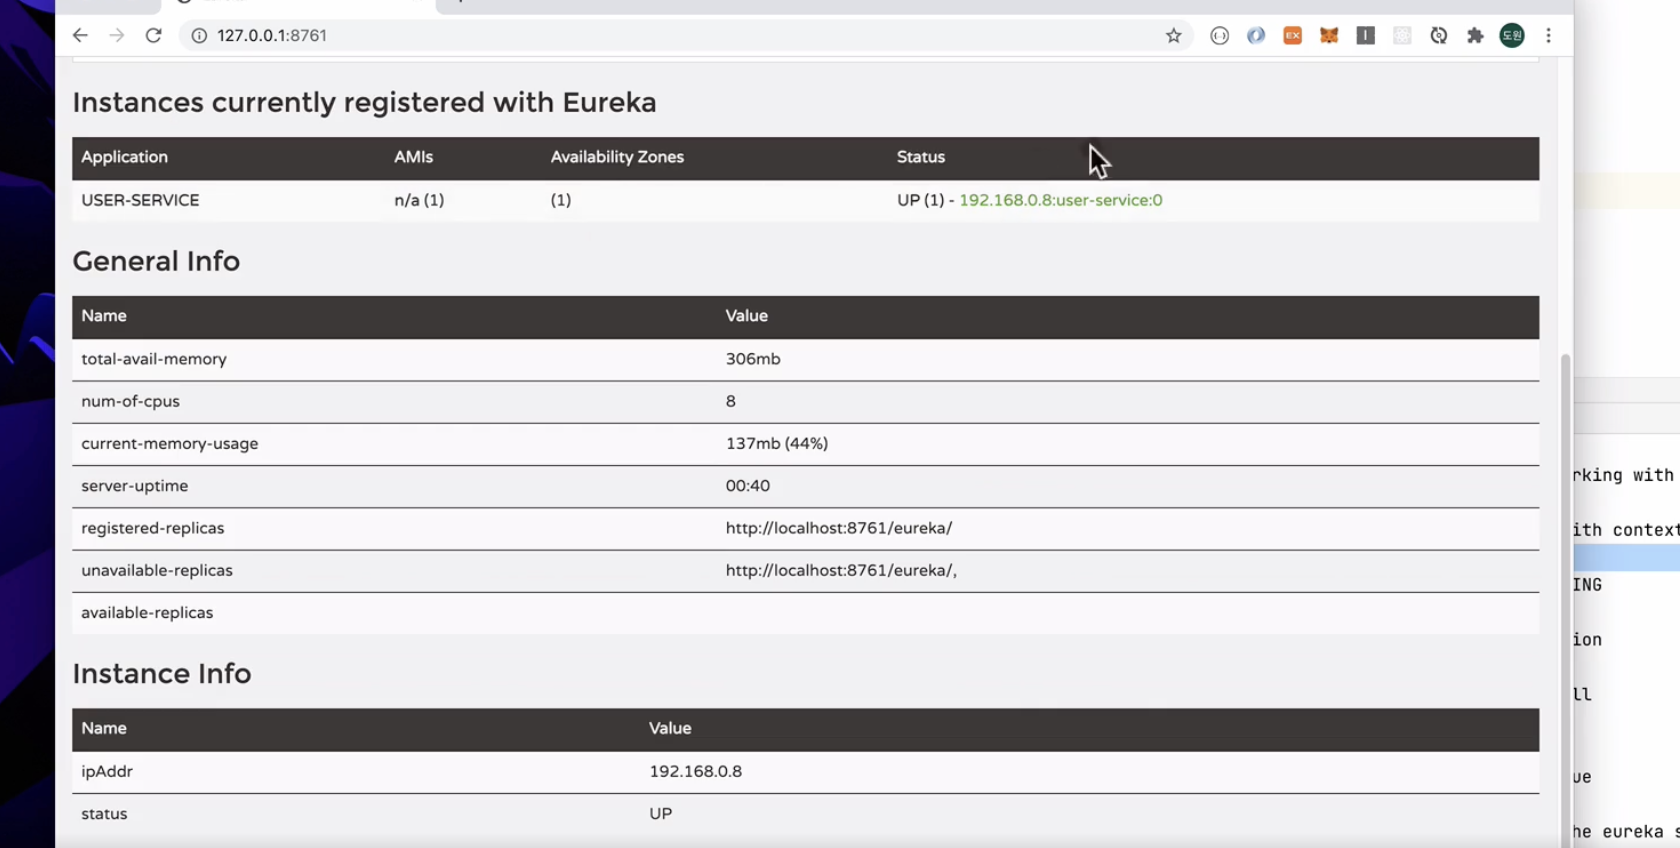 127.0.0.1:8761
EX
도원
Instances currently registered with Eureka
Application AMIs Availability Zones Status
USER-SERVICE n/a (1) (1) UP (1) - 192.168.0.8:user-service:0
General Info
Name Value
total-avail-memory 306mb
num-of-cpus 8
current-memory-usage 137mb (44%)
server-uptime 00:40
registered-replicas http://localhost:8761/eureka/
unavailable-replicas http://localhost:8761/eureka/,
available-replicas
Instance Info
Name Value
ipAddr 192.168.0.8
status UP
rking with
ith context
ING
ion
ll
ue
he eureka s